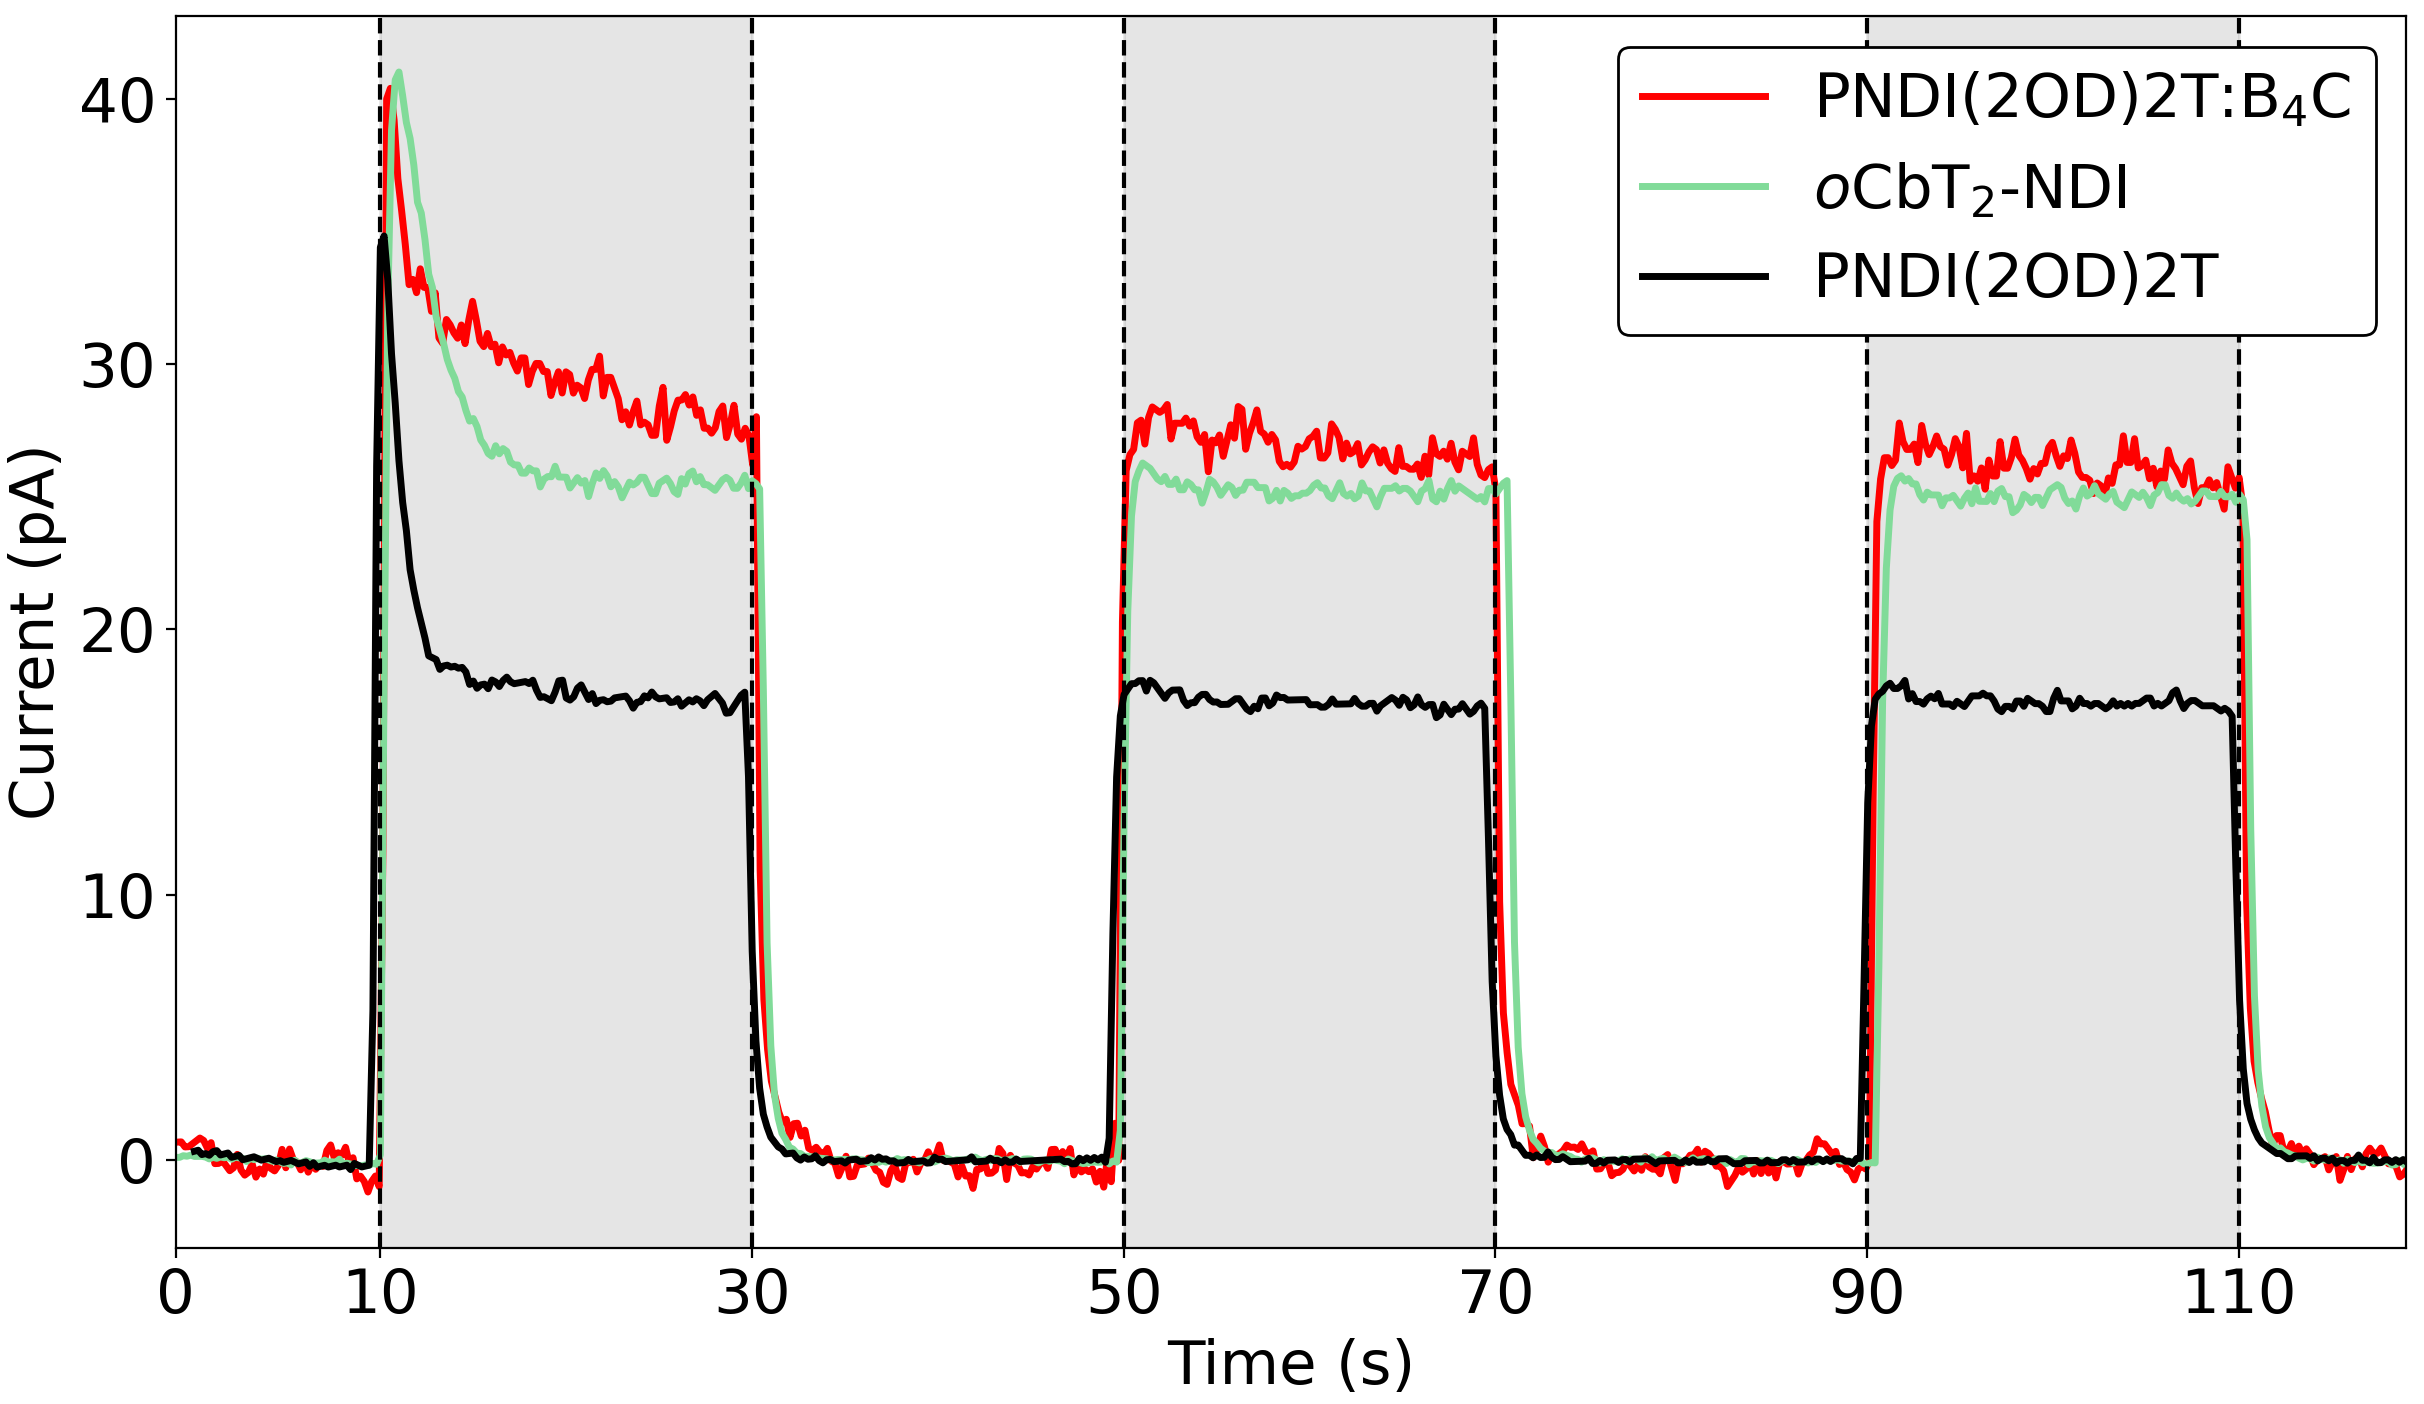 Current (pA)
40
30
20
10
0
PNDI(2OD)2T:B₄C
oCbT₂-NDI
PNDI(2OD)2T
0 10 30 50 70 90 110
Time (s)